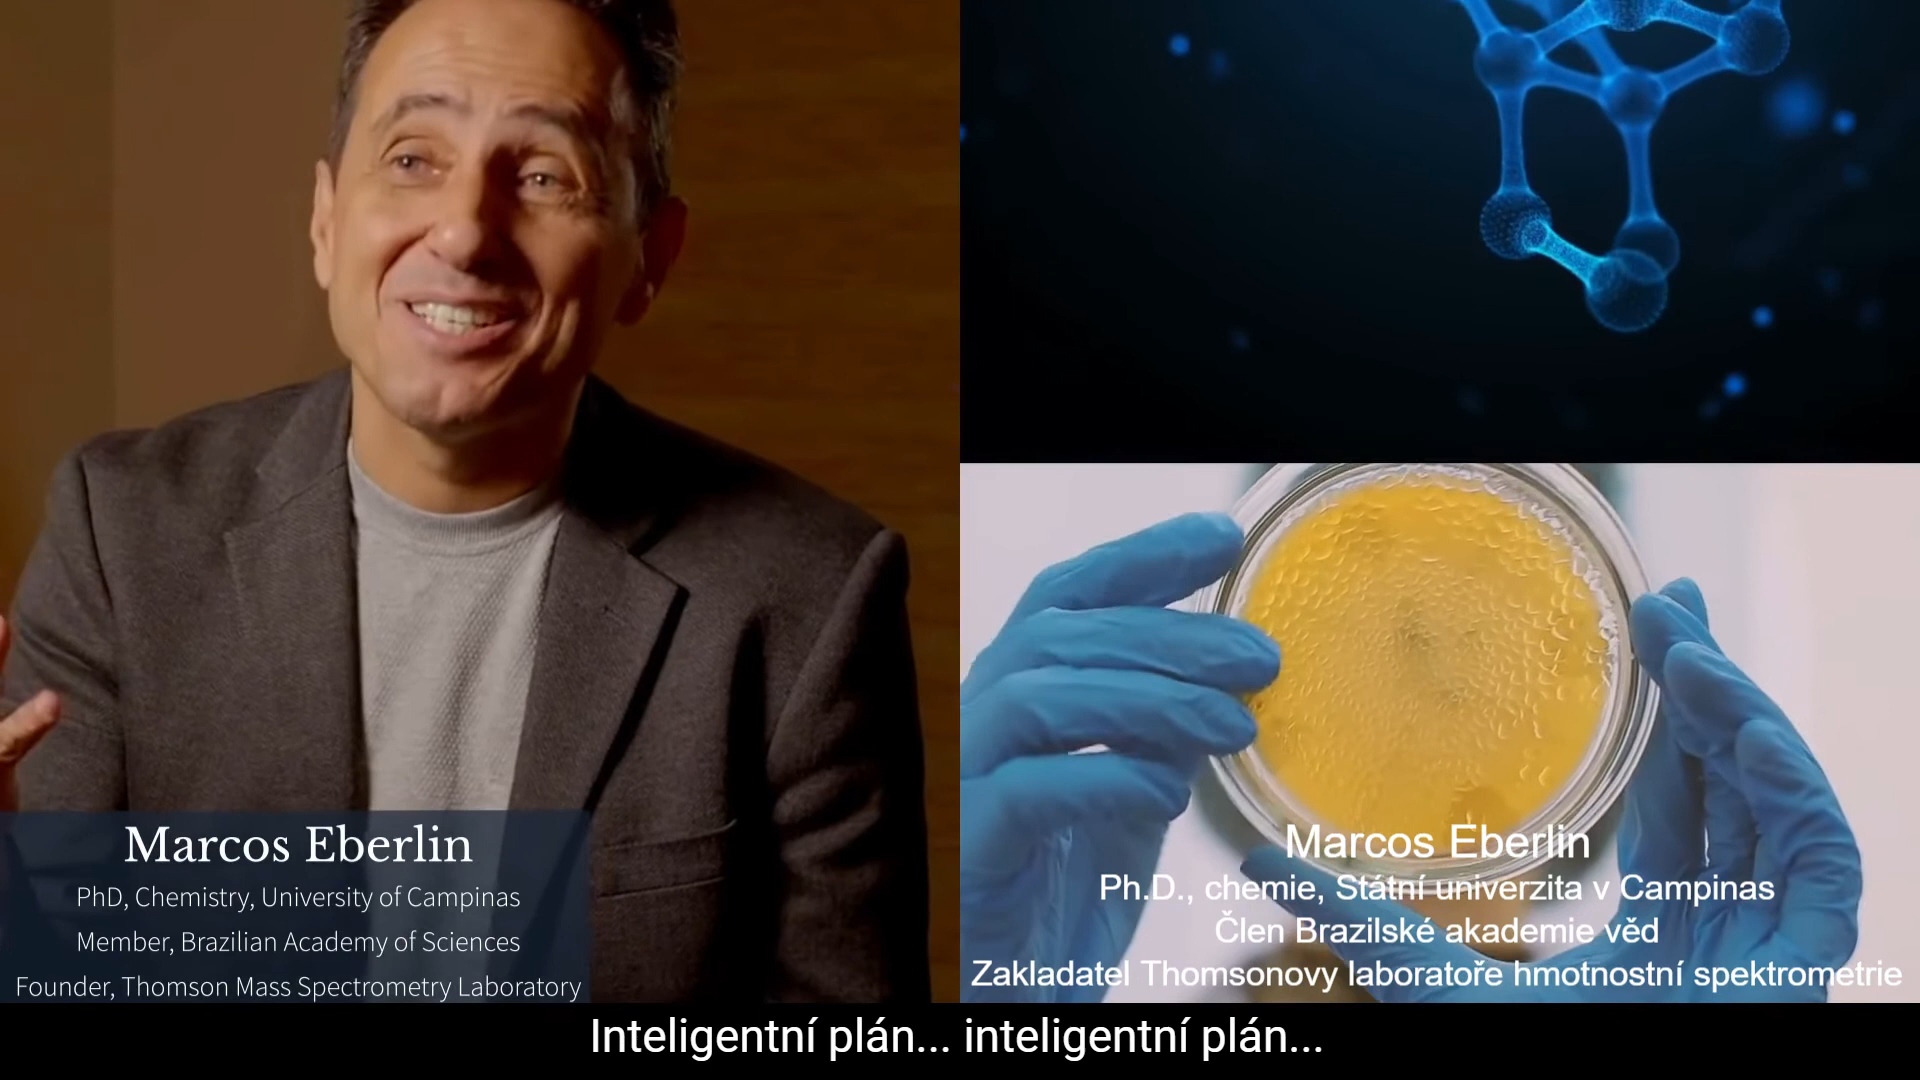 Marcos Eberlin
PhD, Chemistry, University of Campinas
Member, Brazilian Academy of Sciences
Founder, Thomson Mass Spectrometry Laboratory
Marcos Eberlin
Ph.D., chemie, Státní univerzita v Campinas
Člen Brazilské akademie věd
Zakladatel Thomsonovy laboratoře hmotnostní spektrometrie
Inteligentní plán... inteligentní plán...